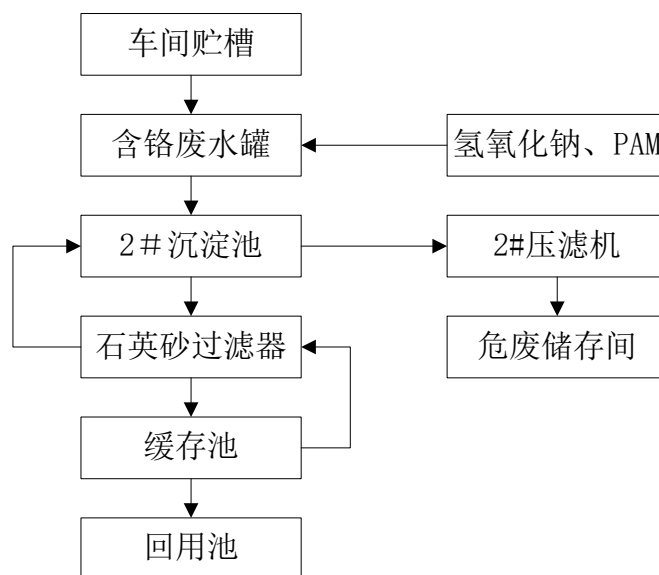 车间贮槽
含铬废水罐
氢氧化钠、PAM
2＃沉淀池
2#压滤机
石英砂过滤器
危废储存间
缓存池
回用池